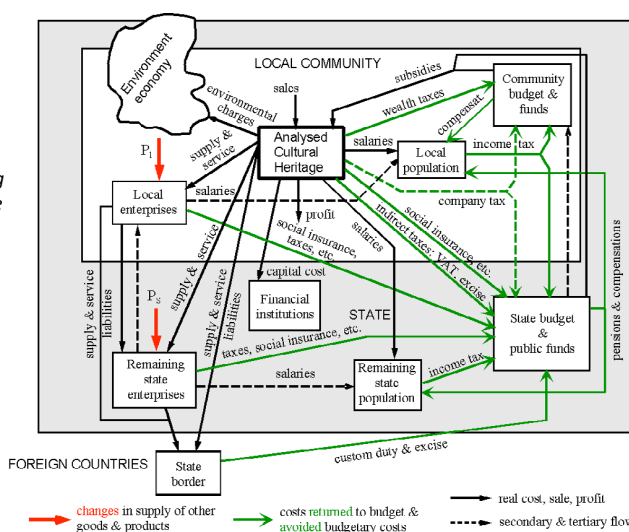 g
e
LOCAL COMMUNITY
Environment
economy
environmental
charges
sales
subsidies
wealth taxes
compensat.
Community
budget &
funds
Analysed
Cultural
Heritage
salaries
Local
population
income tax
P1
supply &
service
Local
enterprises
salaries
company tax
profit
social insurance,
taxes, etc.
salaries
social insurance, etc.
indirect taxes: VAT, excise
supply & service
liabilities
supply & service
supply & service
liabilities
capital cost
Financial
institutions
STATE
State budget
&
public funds
pensions & compensations
Ps
Remaining
state
enterprises
taxes, social insurance, etc.
salaries
Remaining
state
population
income tax
custom duty & excise
FOREIGN COUNTRIES
State
border
changes in supply of other
goods & products
costs returned to budget &
avoided budgetary costs
real cost, sale, profit
secondary & tertiary flow